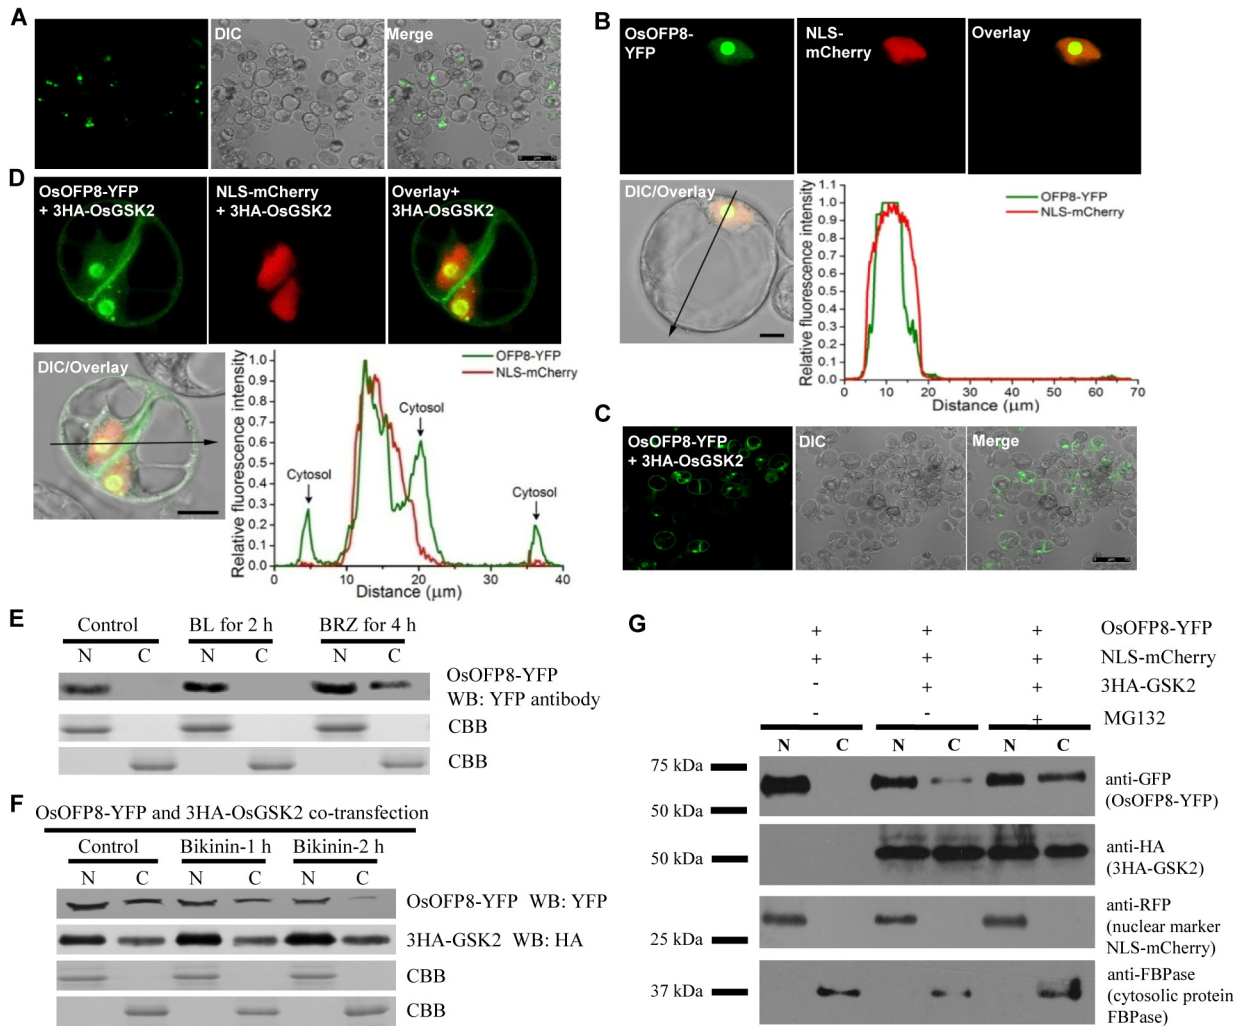 A
DIC
Merge
B
OsOFP8-
YFP
NLS-
mCherry
Overlay
DIC/Overlay
Relative fluorescence intensity
1.1
1.0
0.9
0.8
0.7
0.6
0.5
0.4
0.3
0.2
0.1
0.0
OFP8-YFP
NLS-mCherry
0 10 20 30 40 50 60 70
Distance (μm)
C
OsOFP8-YFP
+ 3HA-OsGSK2
DIC
Merge
D
OsOFP8-YFP
+ 3HA-OsGSK2
NLS-mCherry
+ 3HA-OsGSK2
Overlay+
3HA-OsGSK2
DIC/Overlay
Relative fluorescence intensity
1.0
0.9
0.8
0.7
0.6
0.5
0.4
0.3
0.2
0.1
0.0
OFP8-YFP
NLS-mCherry
Cytosol
Cytosol
Cytosol
0 10 20 30 40
Distance (μm)
E
Control BL for 2 h BRZ for 4 h
N C N C N C
OsOFP8-YFP
WB: YFP antibody
CBB
CBB
F
OsOFP8-YFP and 3HA-OsGSK2 co-transfection
Control Bikinin-1 h Bikinin-2 h
N C N C N C
OsOFP8-YFP WB: YFP
3HA-GSK2 WB: HA
CBB
CBB
G
+ + + OsOFP8-YFP
+ + + NLS-mCherry
- + + 3HA-GSK2
- - + MG132
N C N C N C
75 kDa
50 kDa
anti-GFP
(OsOFP8-YFP)
50 kDa
anti-HA
(3HA-GSK2)
25 kDa
anti-RFP
(nuclear marker
NLS-mCherry)
37 kDa
anti-FBPase
(cytosolic protein
FBPase)